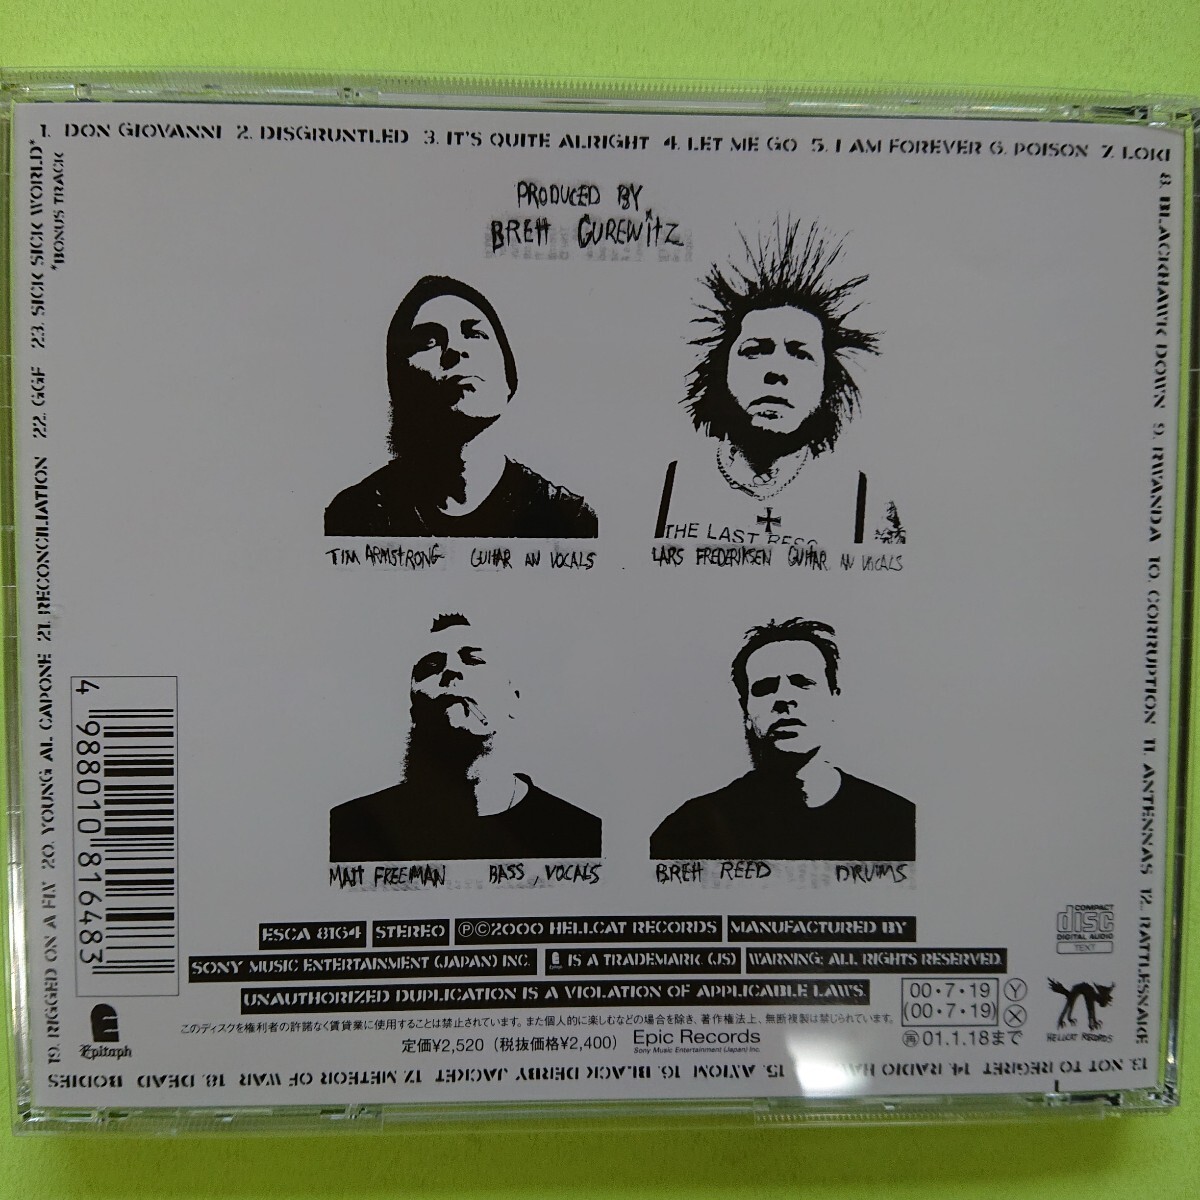 1. DON GIOVANNI 2. DISGRUNTLED 3. IT'S QUITE ALRIGHT 4. LET ME GO 5. I AM FOREVER 6. POISON 7. LOKI
8. BLACKHAWK DOWN 9. RWANDA 10. CORRUPTION 11. ANTENNAS 12. RATTLESNAKE
13. NOT TO REGRET 14. RADIO 15. AXIOM 16. BLACK DERBY JACKET 17. METEOR OF WAR 18. DEAD BODIES
19. RIGGED ON A FIX 20. YOUNG AL CAPONE 21. RECONCILIATION 22. GGF 23. SICK SICK WORLD*
*BONUS TRACK
PRODUCED BY
BRETT GUREWITZ
THE LAST RESO
TIM ARMSTRONG GUITAR AN VOCALS
LARS FREDERIKSEN GUITAR AN VOCALS
MATT FREEMAN BASS, VOCALS
BRETT REED DRUMS
4 988010 816483
ESCA 8164 STEREO ℗©2000 HELLCAT RECORDS MANUFACTURED BY
SONY MUSIC ENTERTAINMENT (JAPAN) INC. IS A TRADEMARK. (JS) WARNING: ALL RIGHTS RESERVED.
UNAUTHORIZED DUPLICATION IS A VIOLATION OF APPLICABLE LAWS.
このディスクを権利者の許諾なく賃貸業に使用することは禁止されています。また個人的に楽しむなどの場合を除き、著作権法上、無断複製は禁じられています。
定価¥2,520（税抜価格¥2,400） Epic Records
Sony Music Entertainment (Japan) Inc.
00・7・19 Ⓨ
(00・7・19) Ⓧ
再01.1.18まで
Epitaph
COMPACT
disc
DIGITAL AUDIO
TEXT
HELLCAT RECORDS